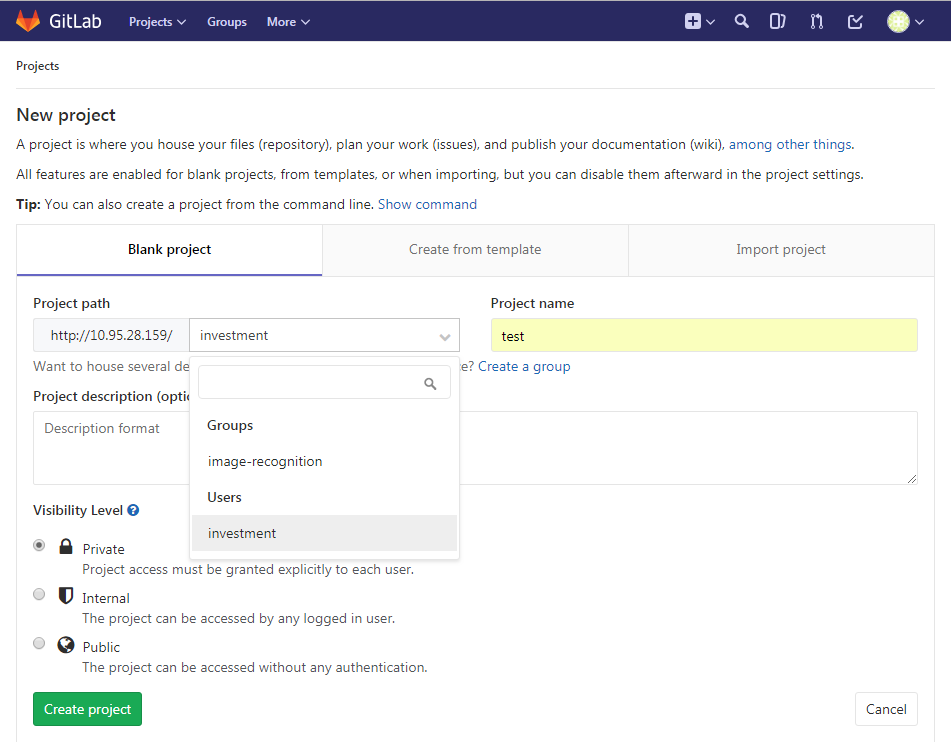 GitLab Projects Groups More
Projects
New project
A project is where you house your files (repository), plan your work (issues), and publish your documentation (wiki), among other things.
All features are enabled for blank projects, from templates, or when importing, but you can disable them afterward in the project settings.
Tip: You can also create a project from the command line. Show command
Blank project Create from template Import project
Project path Project name
http://10.95.28.159/ investment test
Want to house several de e? Create a group
Project description (optio
Description format
Groups
image-recognition
Users
investment
Visibility Level
Private
Project access must be granted explicitly to each user.
Internal
The project can be accessed by any logged in user.
Public
The project can be accessed without any authentication.
Create project Cancel